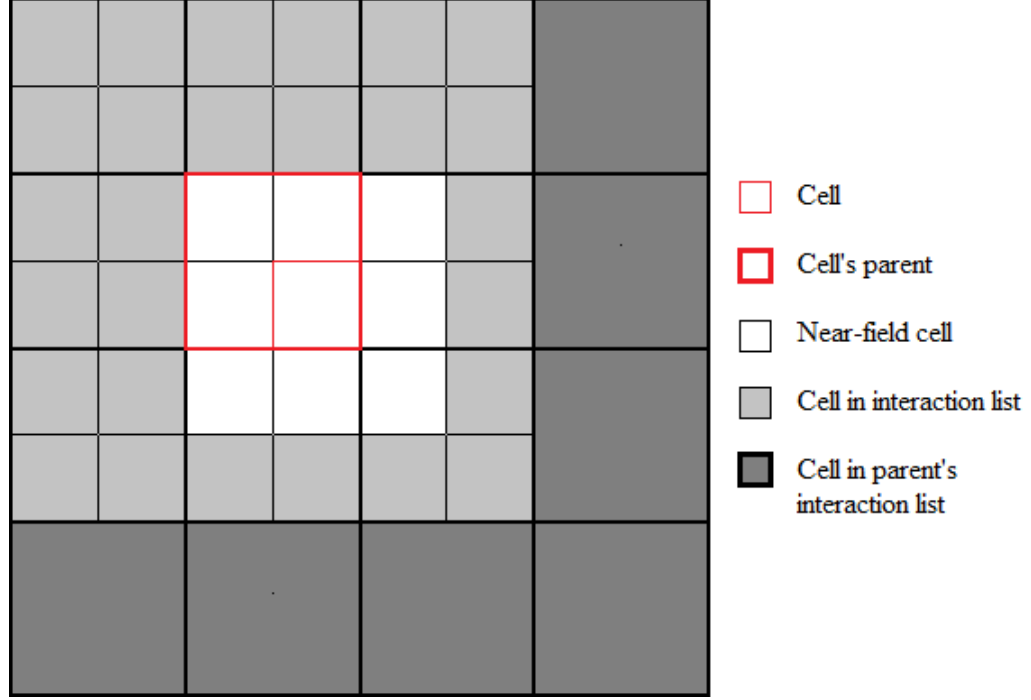 Cell
Cell's parent
Near-field cell
Cell in interaction list
Cell in parent's
interaction list